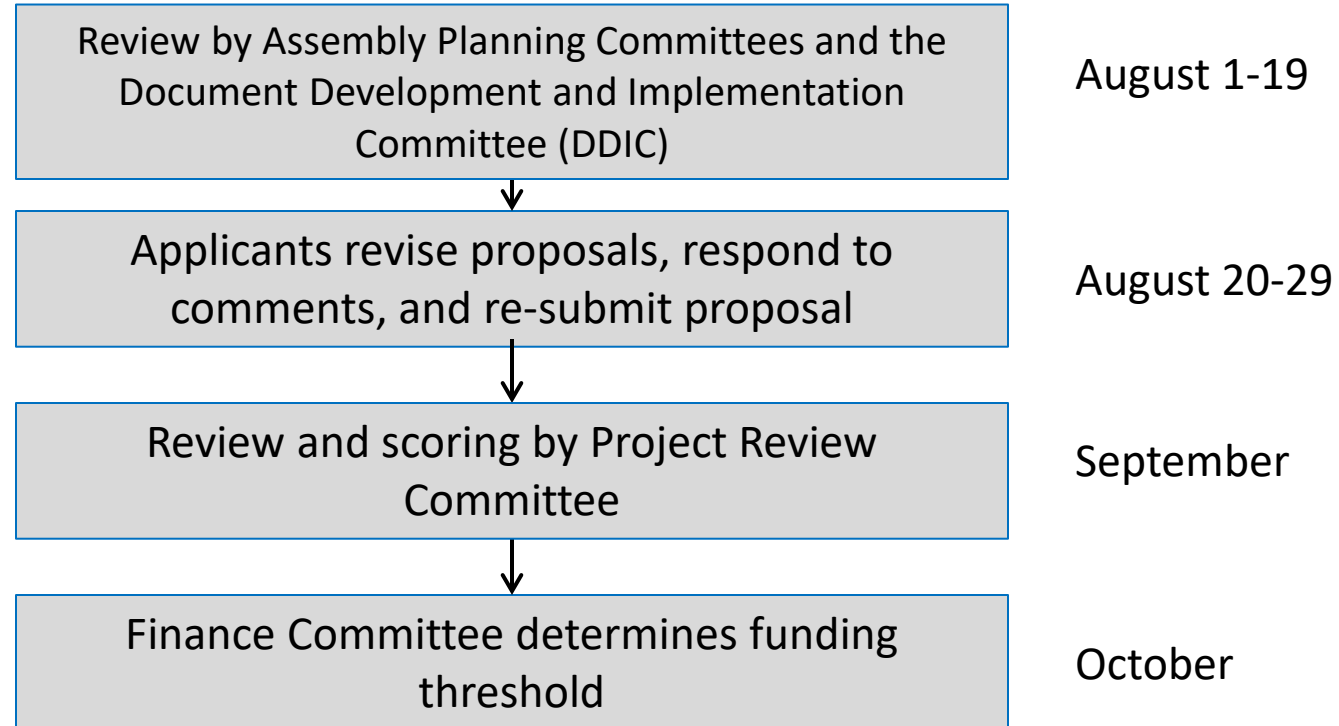 Review by Assembly Planning Committees and the
Document Development and Implementation
Committee (DDIC)
August 1-19
Applicants revise proposals, respond to
comments, and re-submit proposal
August 20-29
Review and scoring by Project Review
Committee
September
Finance Committee determines funding
threshold
October